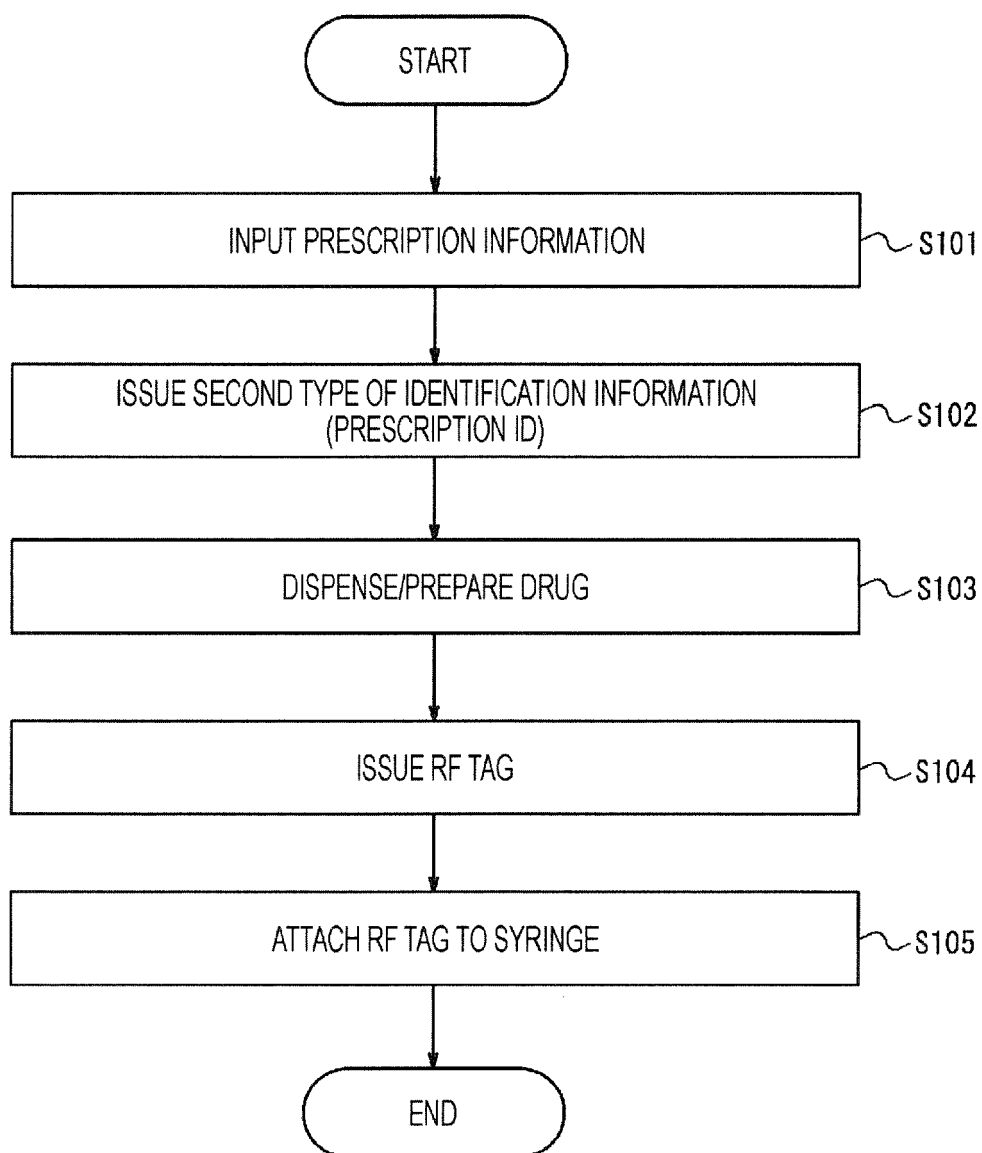 START
INPUT PRESCRIPTION INFORMATION
S101
ISSUE SECOND TYPE OF IDENTIFICATION INFORMATION
(PRESCRIPTION ID)
S102
DISPENSE/PREPARE DRUG
S103
ISSUE RF TAG
S104
ATTACH RF TAG TO SYRINGE
S105
END